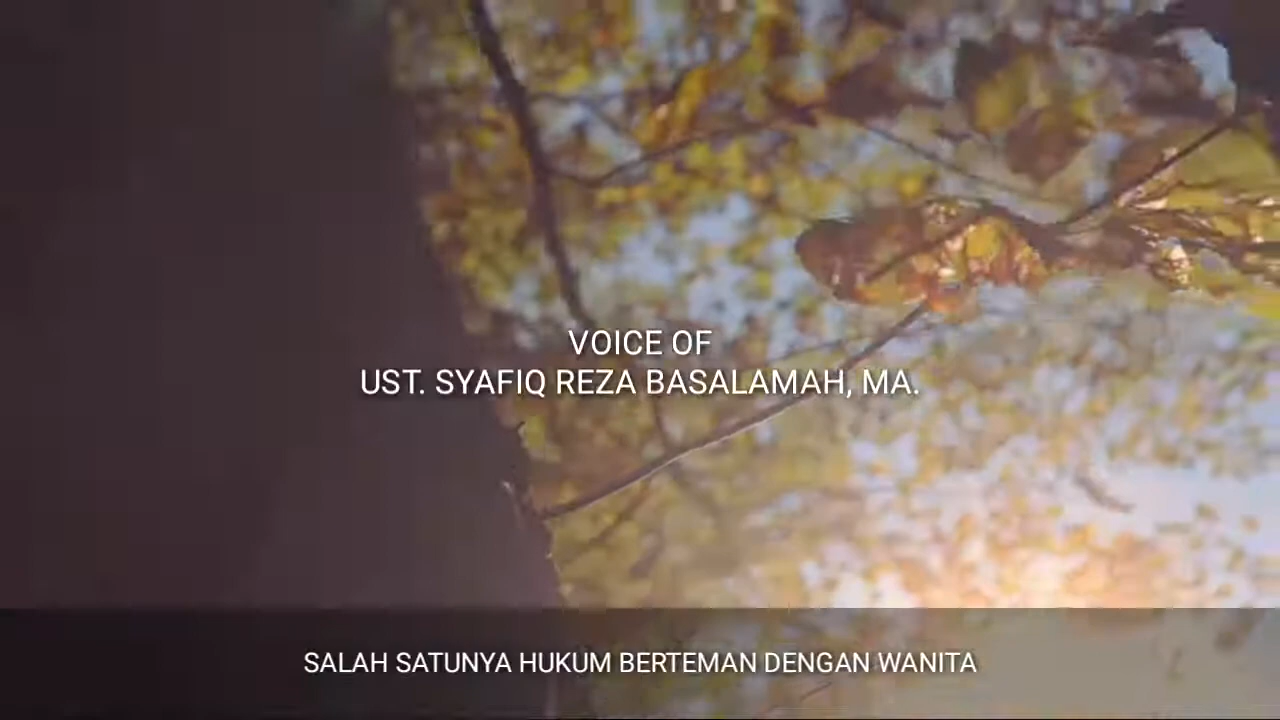 VOICE OF
UST. SYAFIQ REZA BASALAMAH, MA.
SALAH SATUNYA HUKUM BERTEMAN DENGAN WANITA